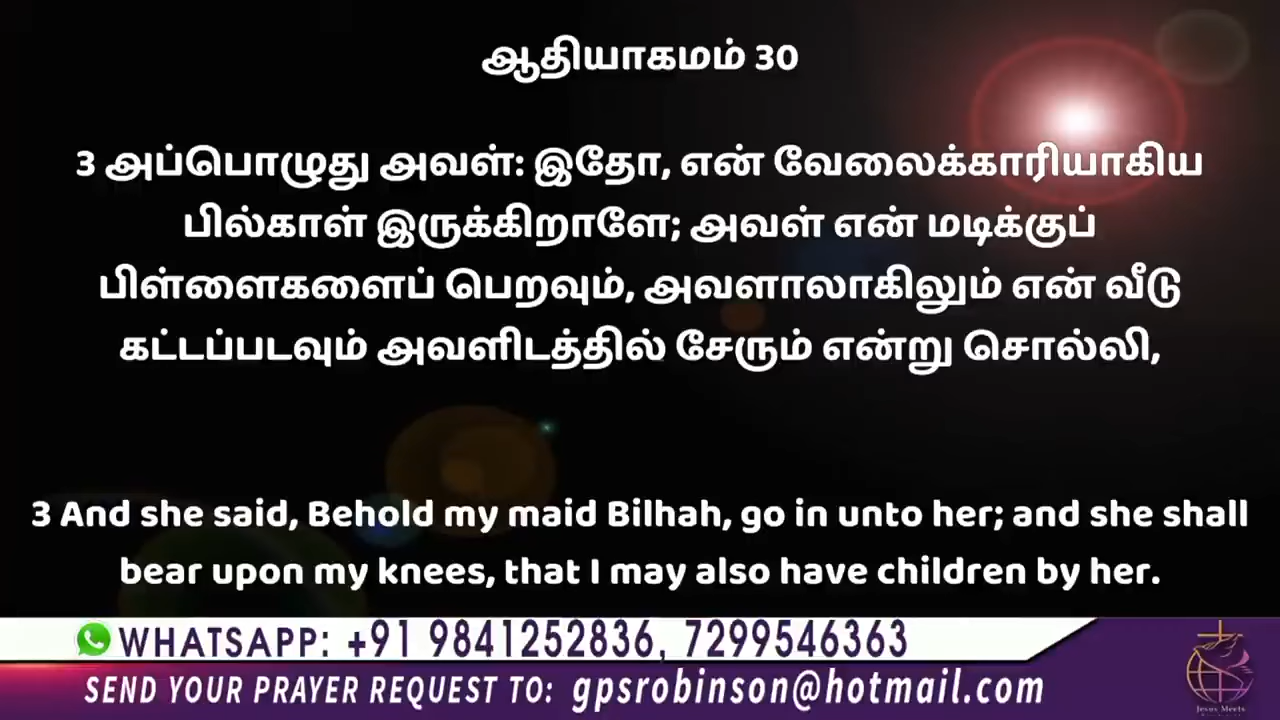 ஆதியாகமம் 30
3 அப்பொழுது அவள்: இதோ, என் வேலைக்காரியாகிய
பில்காள் இருக்கிறாளே; அவள் என் மடிக்குப்
பிள்ளைகளைப் பெறவும், அவளாலாகிலும் என் வீடு
கட்டப்படவும் அவளிடத்தில் சேரும் என்று சொல்லி,
3 And she said, Behold my maid Bilhah, go in unto her; and she shall
bear upon my knees, that I may also have children by her.
WHATSAPP: +91 9841252836, 7299546363
SEND YOUR PRAYER REQUEST TO: gpsrobinson@hotmail.com
Jesus Meets